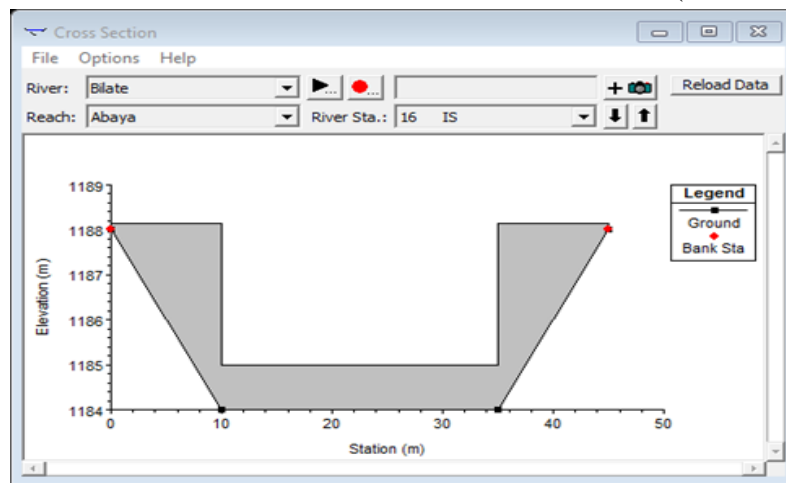 Cross Section
File Options Help
River: Bilate
Reload Data
Reach: Abaya River Sta.: 16 IS
Legend
Ground
Bank Sta
1189
1188
1187
1186
1185
1184
Elevation (m)
0 10 20 30 40 50
Station (m)